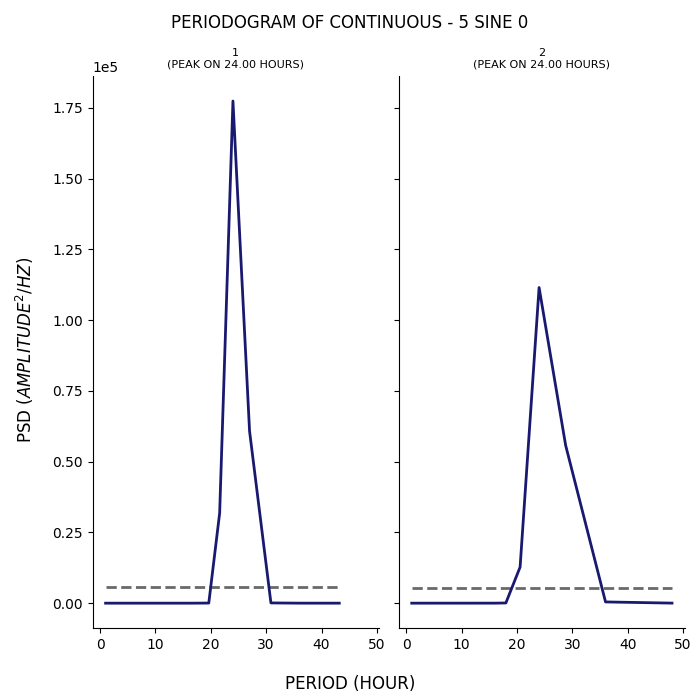 PERIODOGRAM OF CONTINUOUS - 5 SINE 0
1
(PEAK ON 24.00 HOURS)
2
(PEAK ON 24.00 HOURS)
1e5
1.75
1.50
1.25
1.00
0.75
0.50
0.25
0.00
PSD (AMPLITUDE²/HZ)
0 10 20 30 40 50
0 10 20 30 40 50
PERIOD (HOUR)